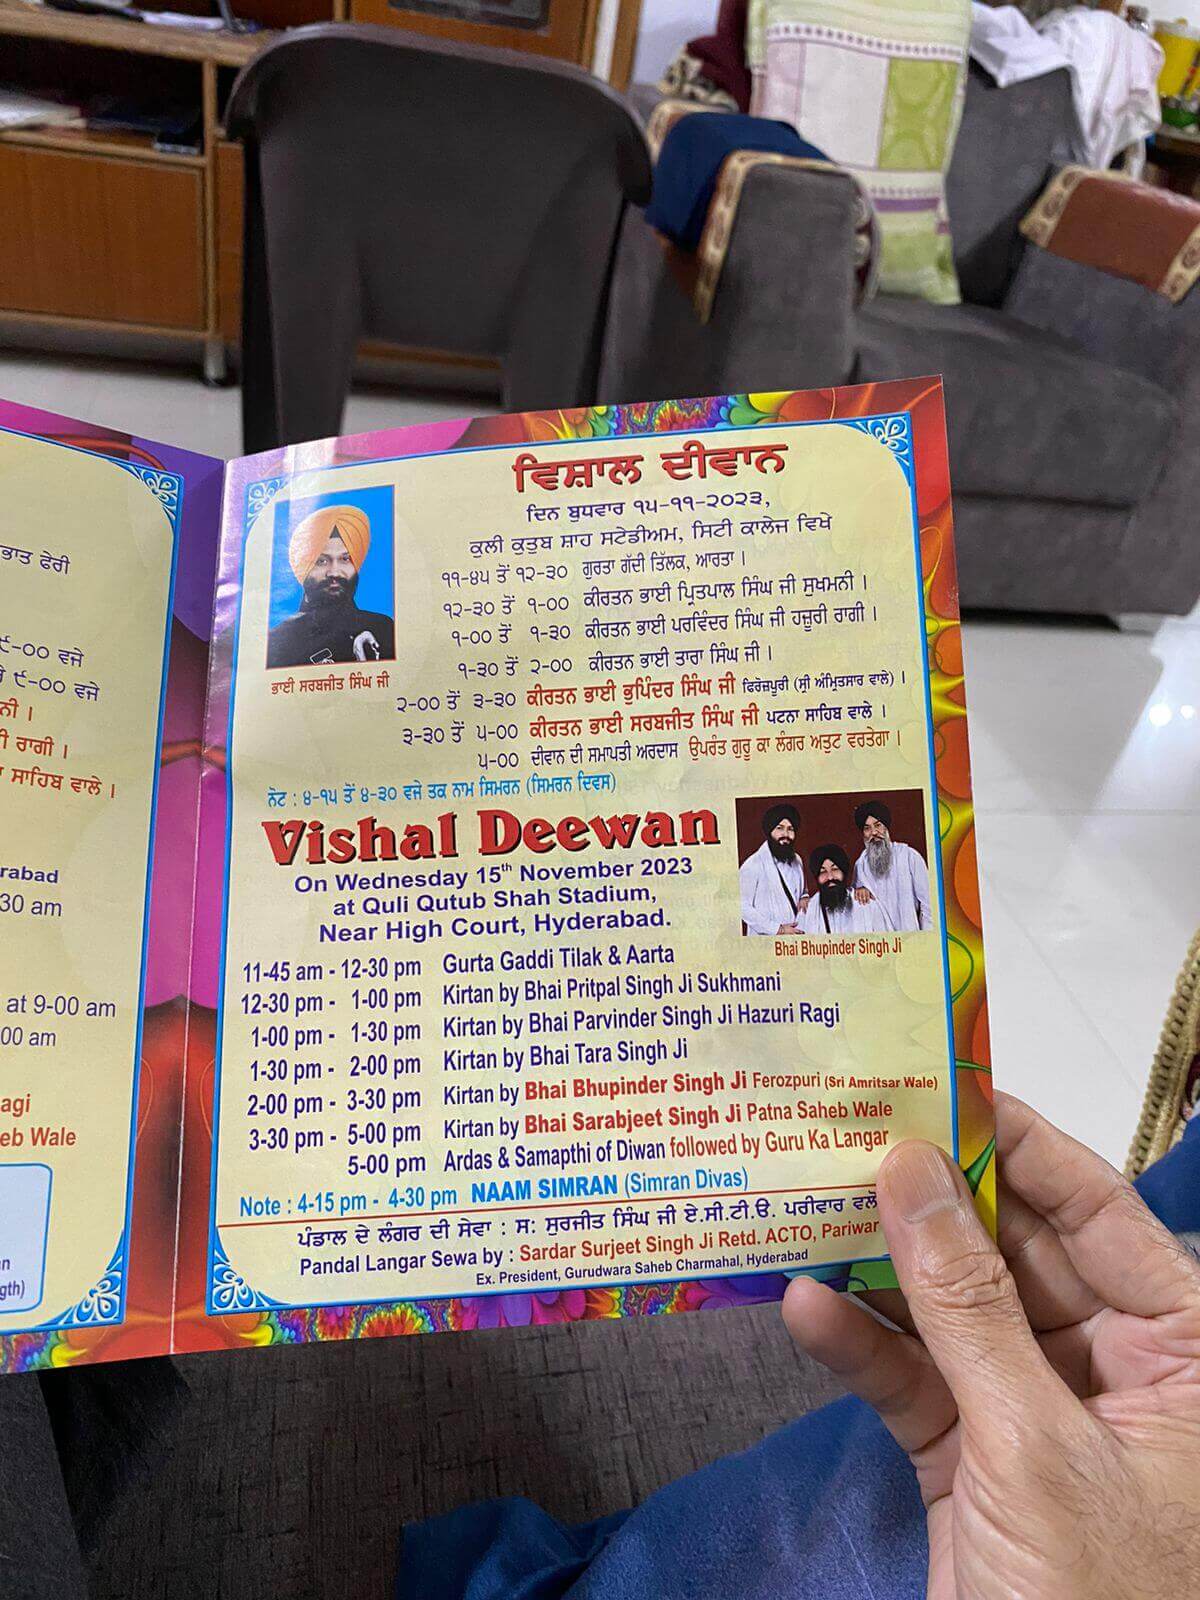 ਭਾਤ ਫੇਰੀ
੯-੦੦ ਵਜੇ
੯-੦੦ ਵਜੇ
ਨੀ ।
ੀ ਰਾਗੀ ।
ਸਾਹਿਬ ਵਾਲੇ ।
rabad
30 am
at 9-00 am
00 am
agi
eb Wale
gth)
ਵਿਸ਼ਾਲ ਦੀਵਾਨ
ਦਿਨ ਬੁਧਵਾਰ ੧੫-੧੧-੨੦੨੩,
ਕੁਲੀ ਕੁਤੁਬ ਸ਼ਾਹ ਸਟੇਡੀਅਮ, ਸਿਟੀ ਕਾਲੇਜ ਵਿਖੇ
੧੧-੪੫ ਤੋਂ ੧੨-੩੦ ਗੁਰਤਾ ਗੱਦੀ ਤਿੱਲਕ, ਆਰਤਾ ।
੧੨-੩੦ ਤੋਂ ੧-੦੦ ਕੀਰਤਨ ਭਾਈ ਪ੍ਰਿਤਪਾਲ ਸਿੰਘ ਜੀ ਸੁਖਮਨੀ ।
੧-੦੦ ਤੋਂ ੧-੩੦ ਕੀਰਤਨ ਭਾਈ ਪਰਵਿੰਦਰ ਸਿੰਘ ਜੀ ਹਜ਼ੂਰੀ ਰਾਗੀ ।
੧-੩੦ ਤੋਂ ੨-੦੦ ਕੀਰਤਨ ਭਾਈ ਤਾਰਾ ਸਿੰਘ ਜੀ ।
ਭਾਈ ਸਰਬਜੀਤ ਸਿੰਘ ਜੀ
੨-੦੦ ਤੋਂ ੩-੩੦ ਕੀਰਤਨ ਭਾਈ ਭੁਪਿੰਦਰ ਸਿੰਘ ਜੀ ਫਿਰੋਜ਼ਪੂਰੀ (ਸ੍ਰੀ ਅੰਮ੍ਰਿਤਸਾਰ ਵਾਲੇ) ।
੩-੩੦ ਤੋਂ ੫-੦੦ ਕੀਰਤਨ ਭਾਈ ਸਰਬਜੀਤ ਸਿੰਘ ਜੀ ਪਟਨਾ ਸਾਹਿਬ ਵਾਲੇ ।
੫-੦੦ ਦੀਵਾਨ ਦੀ ਸਮਾਪਤੀ ਅਰਦਾਸ ਉਪਰੰਤ ਗੁਰੂ ਕਾ ਲੰਗਰ ਅਤੁਟ ਵਰਤੇਗਾ ।
ਨੋਟ : ੪-੧੫ ਤੋਂ ੪-੩੦ ਵਜੇ ਤਕ ਨਾਮ ਸਿਮਰਨ (ਸਿਮਰਨ ਦਿਵਸ)
Vishal Deewan
On Wednesday 15th November 2023
at Quli Qutub Shah Stadium,
Near High Court, Hyderabad.
Bhai Bhupinder Singh Ji
11-45 am - 12-30 pm Gurta Gaddi Tilak & Aarta
12-30 pm - 1-00 pm Kirtan by Bhai Pritpal Singh Ji Sukhmani
1-00 pm - 1-30 pm Kirtan by Bhai Parvinder Singh Ji Hazuri Ragi
1-30 pm - 2-00 pm Kirtan by Bhai Tara Singh Ji
2-00 pm - 3-30 pm Kirtan by Bhai Bhupinder Singh Ji Ferozpuri (Sri Amritsar Wale)
3-30 pm - 5-00 pm Kirtan by Bhai Sarabjeet Singh Ji Patna Saheb Wale
5-00 pm Ardas & Samapthi of Diwan followed by Guru Ka Langar
Note : 4-15 pm - 4-30 pm NAAM SIMRAN (Simran Divas)
ਪੰਡਾਲ ਦੇ ਲੰਗਰ ਦੀ ਸੇਵਾ : ਸ: ਸੁਰਜੀਤ ਸਿੰਘ ਜੀ ਏ.ਸੀ.ਟੀ.ਓ. ਪਰੀਵਾਰ ਵਲੋਂ
Pandal Langar Sewa by : Sardar Surjeet Singh Ji Retd. ACTO, Pariwar
Ex. President, Gurudwara Saheb Charmahal, Hyderabad